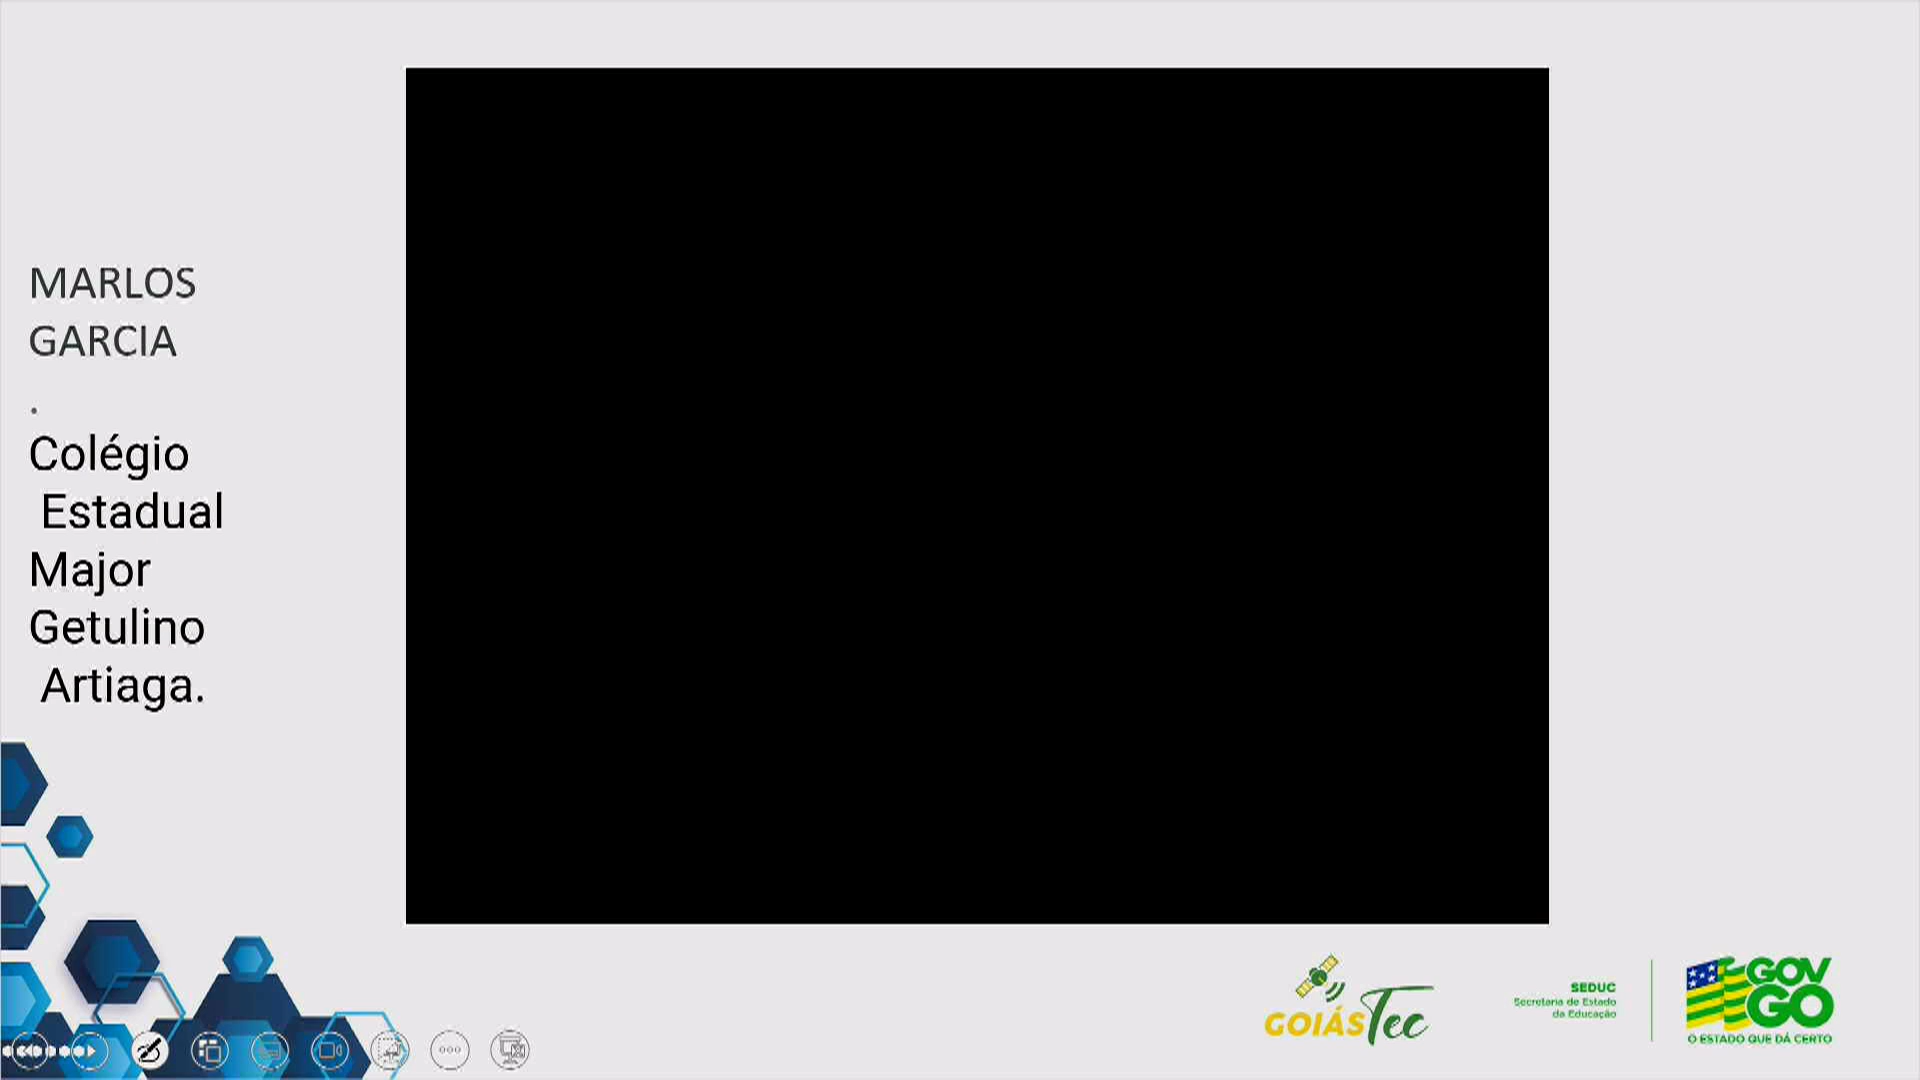 MARLOS
GARCIA
.
Colégio
Estadual
Major
Getulino
Artiaga.
GOIÁSTec
SEDUC
Secretaria de Estado
da Educação
GOV
GO
O ESTADO QUE DÁ CERTO